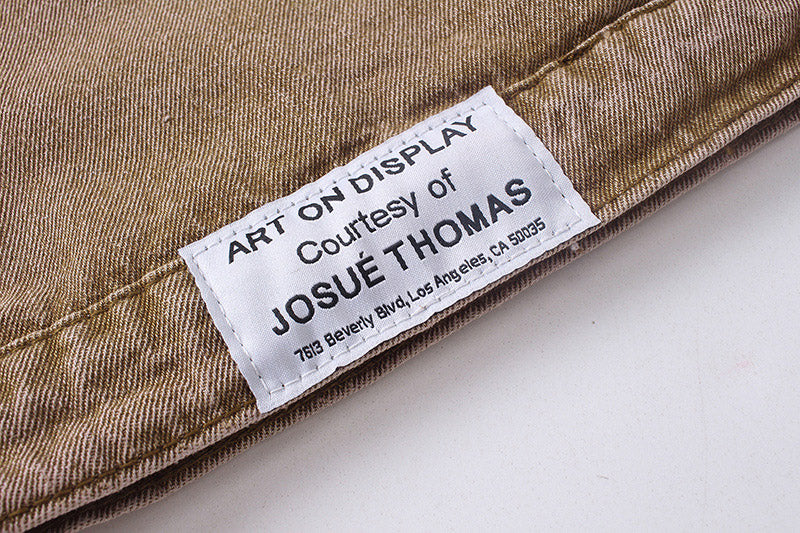 ART ON DISPLAY
Courtesy of
JOSUÉ THOMAS
7613 Beverly Blvd, Los Angeles, CA 50035